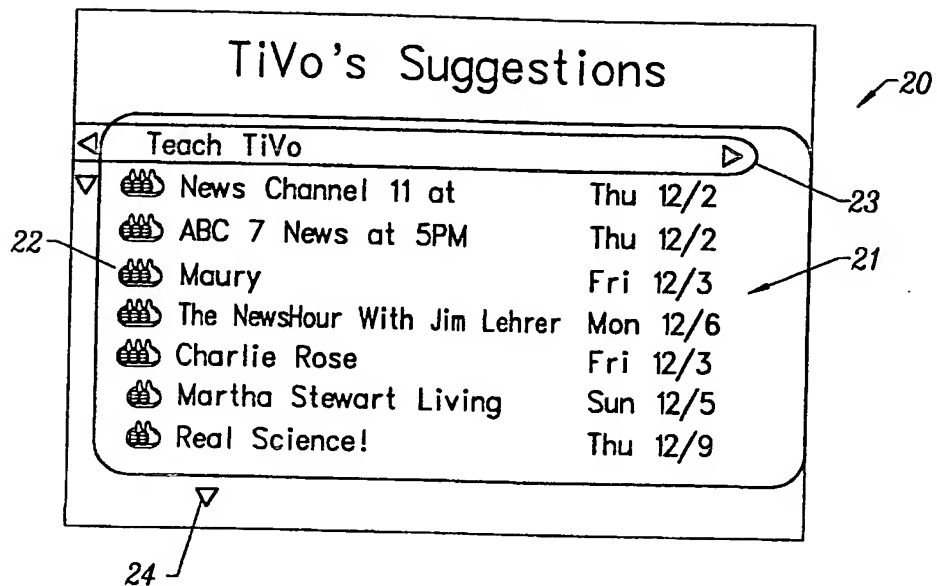 TiVo's Suggestions
20
Teach TiVo
23
News Channel 11 at Thu 12/2
ABC 7 News at 5PM Thu 12/2
22
21
Maury Fri 12/3
The NewsHour With Jim Lehrer Mon 12/6
Charlie Rose Fri 12/3
Martha Stewart Living Sun 12/5
Real Science! Thu 12/9
24